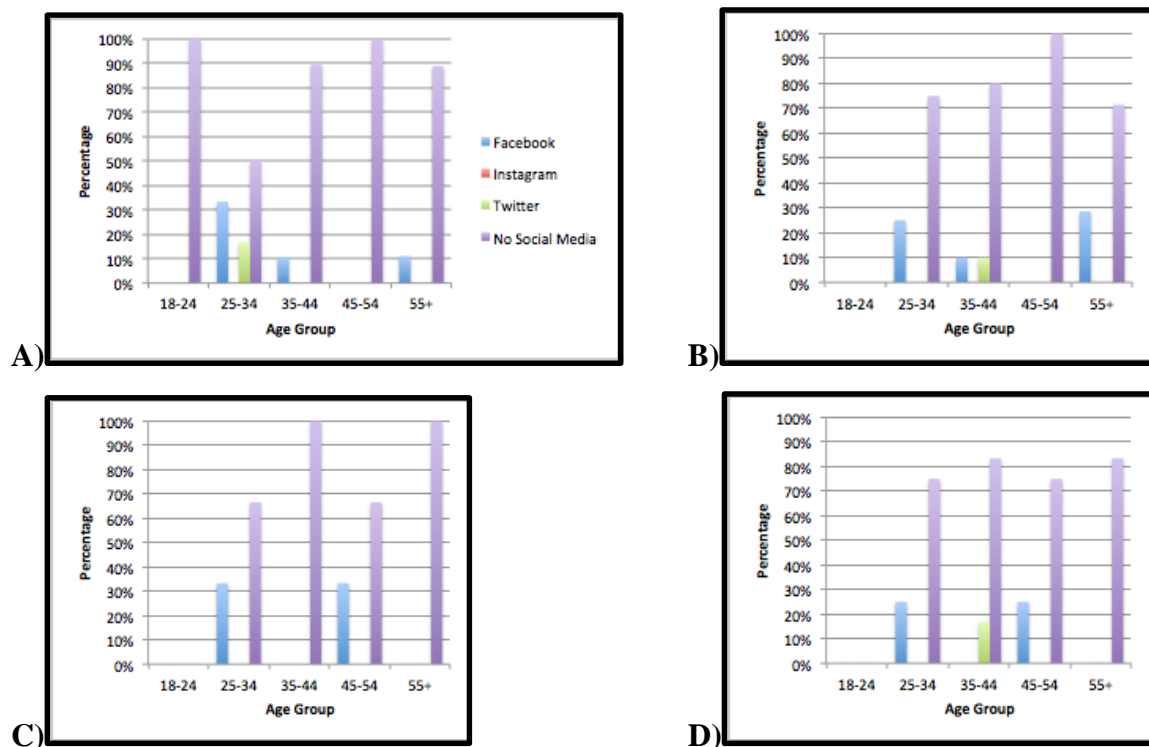 100%
90%
80%
70%
60%
50%
40%
30%
20%
10%
0%
Percentage
18-24 25-34 35-44 45-54 55+
Age Group
Facebook
Instagram
Twitter
No Social Media
A)
100%
90%
80%
70%
60%
50%
40%
30%
20%
10%
0%
Percentage
18-24 25-34 35-44 45-54 55+
Age Group
B)
100%
90%
80%
70%
60%
50%
40%
30%
20%
10%
0%
Percentage
18-24 25-34 35-44 45-54 55+
Age Group
C)
100%
90%
80%
70%
60%
50%
40%
30%
20%
10%
0%
Percentage
18-24 25-34 35-44 45-54 55+
Age Group
D)